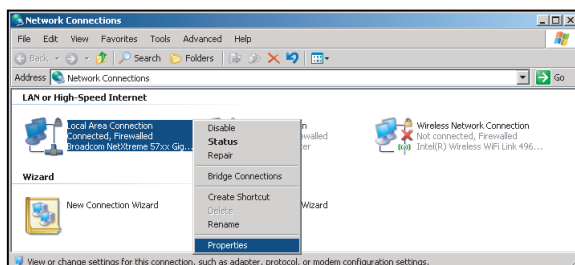 Network Connections
File Edit View Favorites Tools Advanced Help
Back Search Folders
Address Network Connections Go
LAN or High-Speed Internet
Local Area Connection
Connected, Firewalled
Broadcom NetXtreme 57xx Gig...
Disable
Status
Repair
Bridge Connections
Create Shortcut
Delete
Rename
Properties
Wireless Network Connection
Not connected, Firewalled
Intel(R) Wireless WiFi Link 496...
Wizard
New Connection Wizard
Wizard
View or change settings for this connection, such as adapter, protocol, or modem configuration settings.